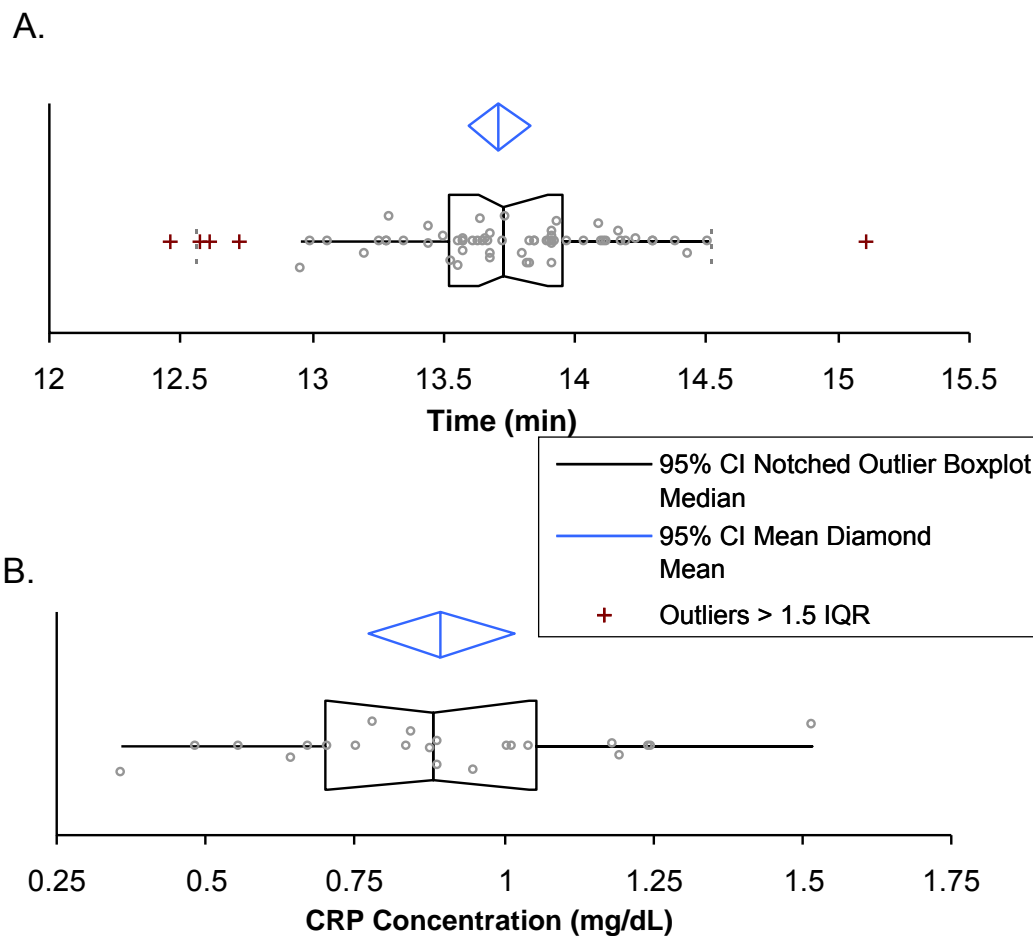 A.
12 12.5 13 13.5 14 14.5 15 15.5
Time (min)
95% CI Notched Outlier Boxplot
Median
95% CI Mean Diamond
Mean
Outliers > 1.5 IQR
B.
0.25 0.5 0.75 1 1.25 1.5 1.75
CRP Concentration (mg/dL)